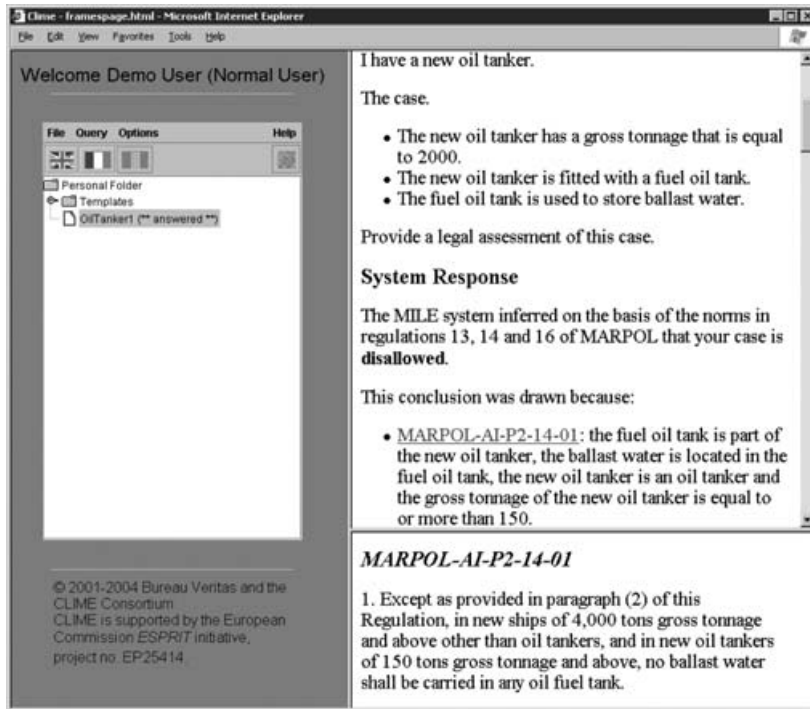 Clime - framespage.html - Microsoft Internet Explorer
File Edit View Favorites Tools Help
Welcome Demo User (Normal User)
File Query Options Help
Personal Folder
Templates
OilTanker1 (** answered **)
© 2001-2004 Bureau Veritas and the
CLIME Consortium
CLIME is supported by the European
Commission ESPRIT initiative,
project no. EP25414.
I have a new oil tanker.
The case.
• The new oil tanker has a gross tonnage that is equal
to 2000.
• The new oil tanker is fitted with a fuel oil tank.
• The fuel oil tank is used to store ballast water.
Provide a legal assessment of this case.
System Response
The MILE system inferred on the basis of the norms in
regulations 13, 14 and 16 of MARPOL that your case is
disallowed.
This conclusion was drawn because:
• MARPOL-AI-P2-14-01: the fuel oil tank is part of
the new oil tanker, the ballast water is located in the
fuel oil tank, the new oil tanker is an oil tanker and
the gross tonnage of the new oil tanker is equal to
or more than 150.
MARPOL-AI-P2-14-01
1. Except as provided in paragraph (2) of this
Regulation, in new ships of 4,000 tons gross tonnage
and above other than oil tankers, and in new oil tankers
of 150 tons gross tonnage and above, no ballast water
shall be carried in any oil fuel tank.